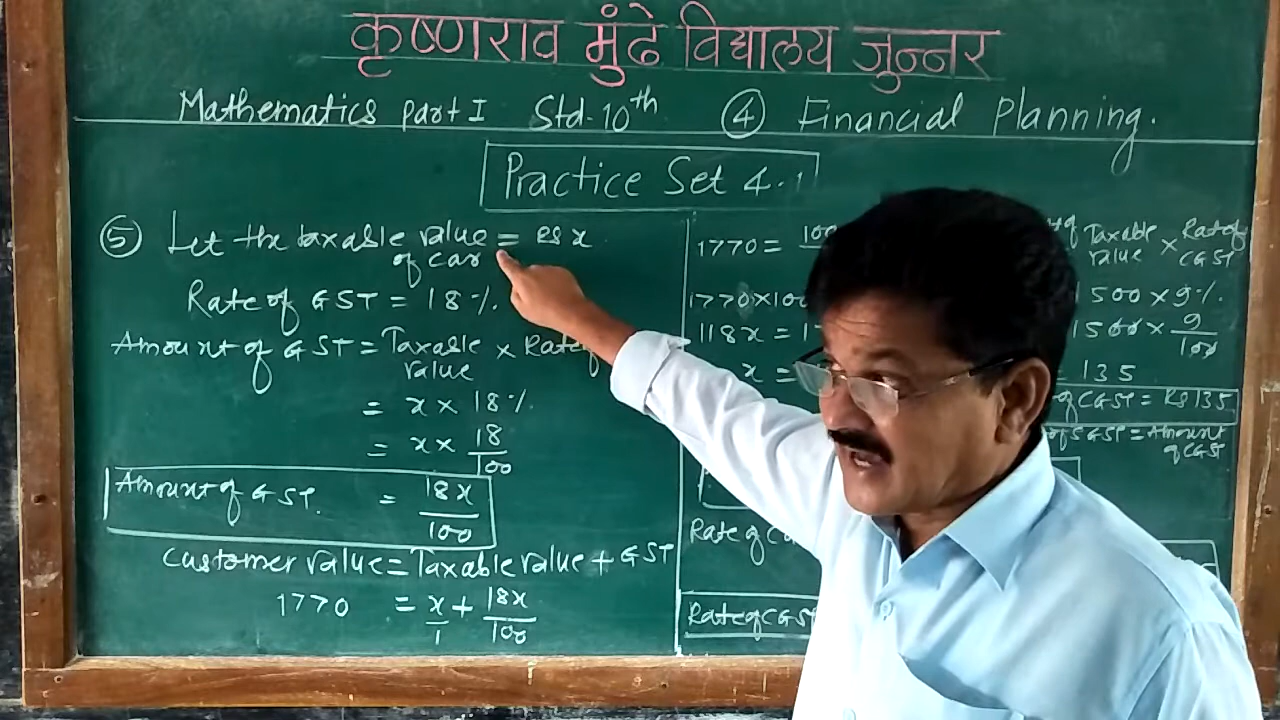 कृष्णराव मुंढे विद्यालय जुन्नर
Mathematics part I Std. 10th ④ Financial Planning.
Practice Set 4.1
⑤ Let the taxable value = Rs x
of car
Rate of GST = 18%.
Amount of GST = Taxable value × Rate of
= x × 18%.
= x × 18/100
Amount of GST. = 18x/100
Customer value = Taxable value + GST
1770 = x/1 + 18x/100
1770 =
1770×100
118x =
x =
Rate of
Rate of CGST
Taxable value × Rate of CGST
1500 × 9%.
1500 × 9/100
135
of CGST = Rs 135
of SGST = Amount of CGST